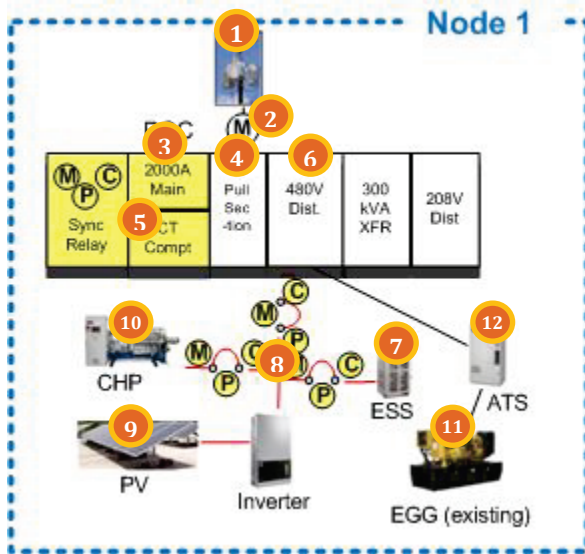 Node 1
1
2
M
3
4
6
M
C
P
Sync
Relay
2000A
Main
5
CT
Compt
Pull
Sec
-tion
480V
Dist.
300
kVA
XFR
208V
Dist
C
M
P
10
CHP
M
P
C
8
M
P
C
7
ESS
12
ATS
9
PV
Inverter
11
EGG (existing)